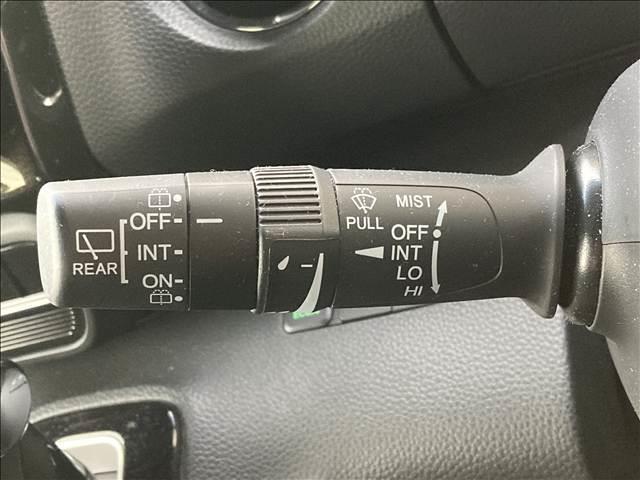 OFF
INT
ON
REAR
PULL
MIST
OFF
INT
LO
HI